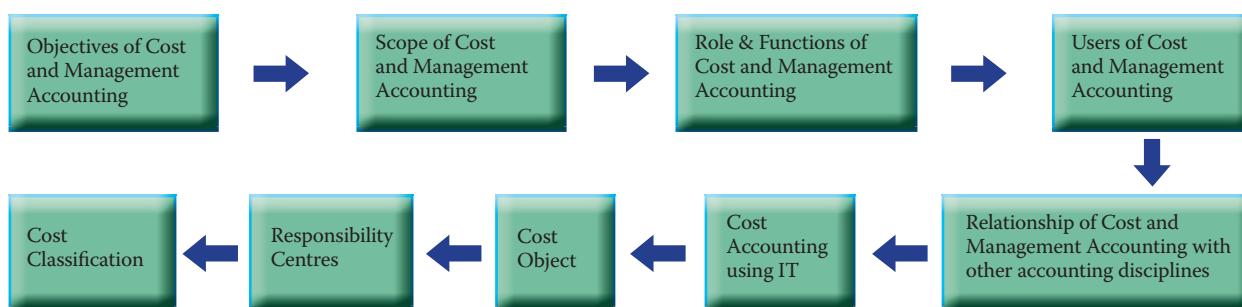 Objectives of Cost
and Management
Accounting
Scope of Cost
and Management
Accounting
Role & Functions of
Cost and Management
Accounting
Users of Cost
and Management
Accounting
Relationship of Cost and
Management Accounting with
other accounting disciplines
Cost
Accounting
using IT
Cost
Object
Responsibility
Centres
Cost
Classification